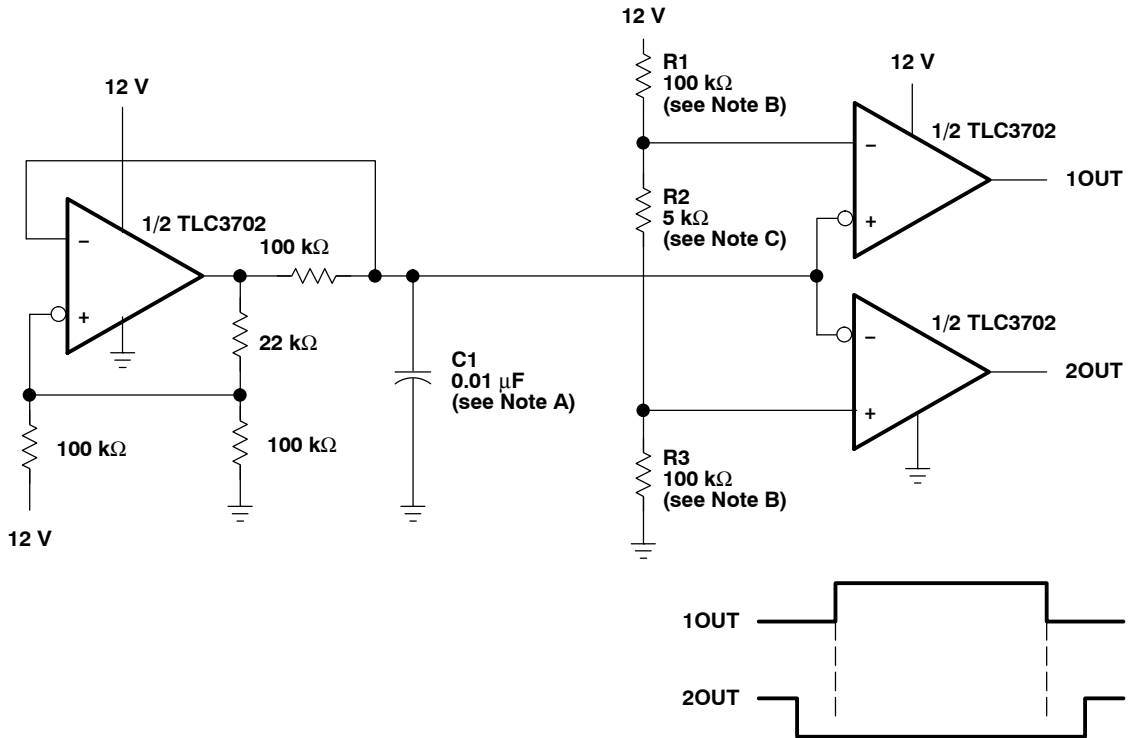 12 V
12 V
R1
100 kΩ
(see Note B)
12 V
1/2 TLC3702
−
+
1OUT
1/2 TLC3702
−
+
100 kΩ
R2
5 kΩ
(see Note C)
22 kΩ
C1
0.01 μF
(see Note A)
1/2 TLC3702
−
+
2OUT
100 kΩ
100 kΩ
R3
100 kΩ
(see Note B)
12 V
1OUT
2OUT